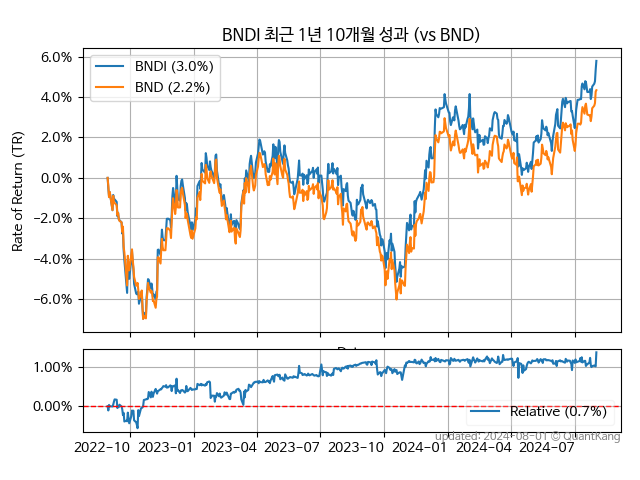 BNDI 최근 1년 10개월 성과 (vs BND)
6.0%
4.0%
2.0%
0.0%
−2.0%
−4.0%
−6.0%
Rate of Return (TR)
BNDI (3.0%)
BND (2.2%)
1.00%
0.00%
Relative (0.7%)
2022−10 2023−01 2023−04 2023−07 2023−10 2024−01 2024−04 2024−07
updated: 2024-08-01 © QuantKang